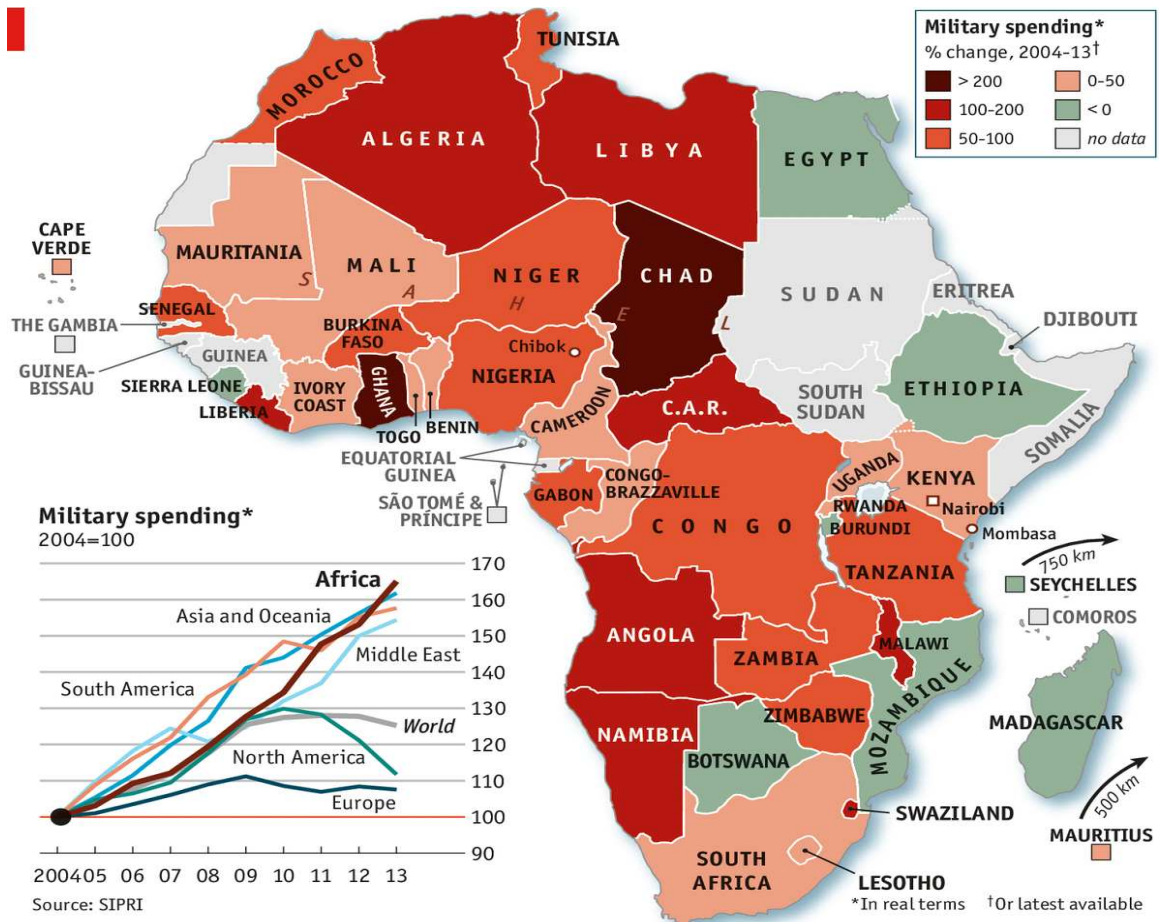 Military spending*
% change, 2004-13†
> 200
100-200
50-100
0-50
< 0
no data
TUNISIA
MOROCCO
ALGERIA
LIBYA
EGYPT
CAPE
VERDE
MAURITANIA
MALI
NIGER
CHAD
SUDAN
ERITREA
S A H E L
SENEGAL
THE GAMBIA
GUINEA-
BISSAU
GUINEA
BURKINA
FASO
Chibok
NIGERIA
DJIBOUTI
SIERRA LEONE
LIBERIA
IVORY
COAST
GHANA
TOGO
BENIN
CAMEROON
C.A.R.
SOUTH
SUDAN
ETHIOPIA
SOMALIA
EQUATORIAL
GUINEA
SÃO TOMÉ &
PRÍNCIPE
GABON
CONGO-
BRAZZAVILLE
CONGO
UGANDA
KENYA
RWANDA
BURUNDI
Nairobi
Mombasa
TANZANIA
750 km
SEYCHELLES
COMOROS
ANGOLA
ZAMBIA
MALAWI
MOZAMBIQUE
ZIMBABWE
NAMIBIA
BOTSWANA
MADAGASCAR
500 km
MAURITIUS
SWAZILAND
SOUTH
AFRICA
LESOTHO
*In real terms
†Or latest available
Military spending*
2004=100
Africa
Asia and Oceania
Middle East
South America
World
North America
Europe
170
160
150
140
130
120
110
100
90
2004 05 06 07 08 09 10 11 12 13
Source: SIPRI